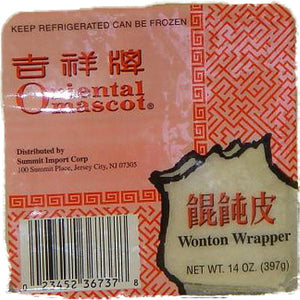 KEEP REFRIGERATED CAN BE FROZEN
吉祥牌
Oriental
mascot®
Distributed by
Summit Import Corp
100 Summit Place, Jersey City, NJ 07305
餛飩皮
Wonton Wrapper
NET WT. 14 OZ. (397g)
0 23452 36737 8